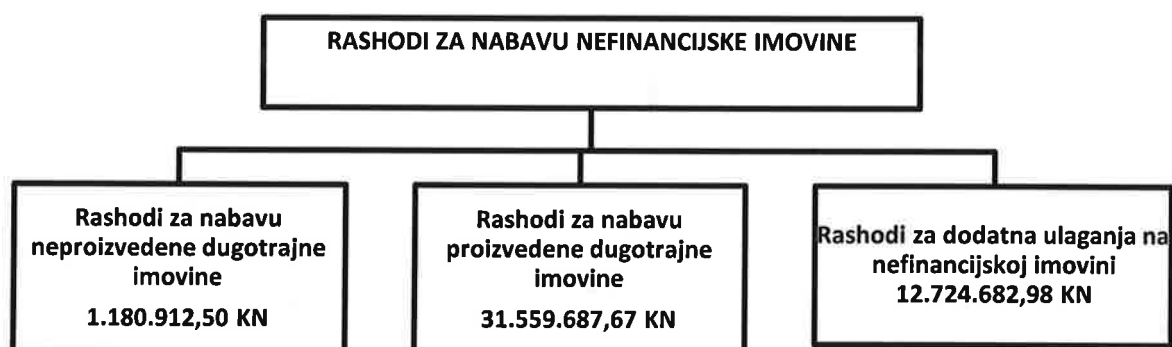 RASHODI ZA NABAVU NEFINANCIJSKE IMOVINE
Rashodi za nabavu
neproizvedene dugotrajne
imovine
1.180.912,50 KN
Rashodi za nabavu
proizvedene dugotrajne
imovine
31.559.687,67 KN
Rashodi za dodatna ulaganja na
nefinancijskoj imovini
12.724.682,98 KN